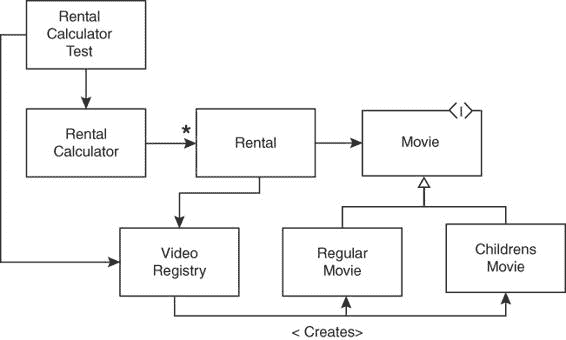 Rental
Calculator
Test
Rental
Calculator
*
Rental
<I>
Movie
Video
Registry
Regular
Movie
Childrens
Movie
< Creates>